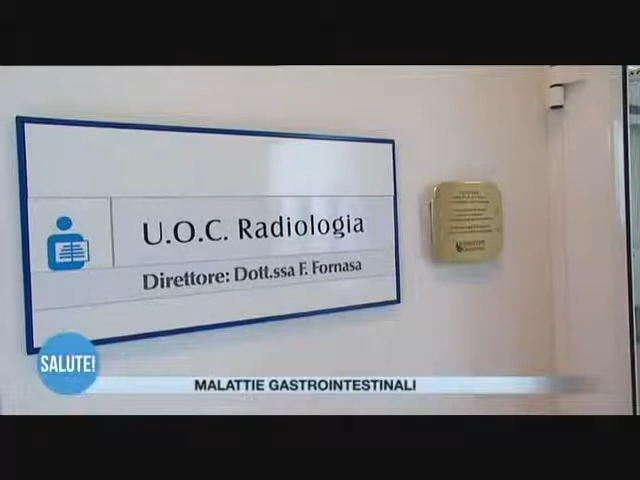 U.O.C. Radiologia
Direttore: Dott.ssa F. Fornasa
SALUTE!
MALATTIE GASTROINTESTINALI